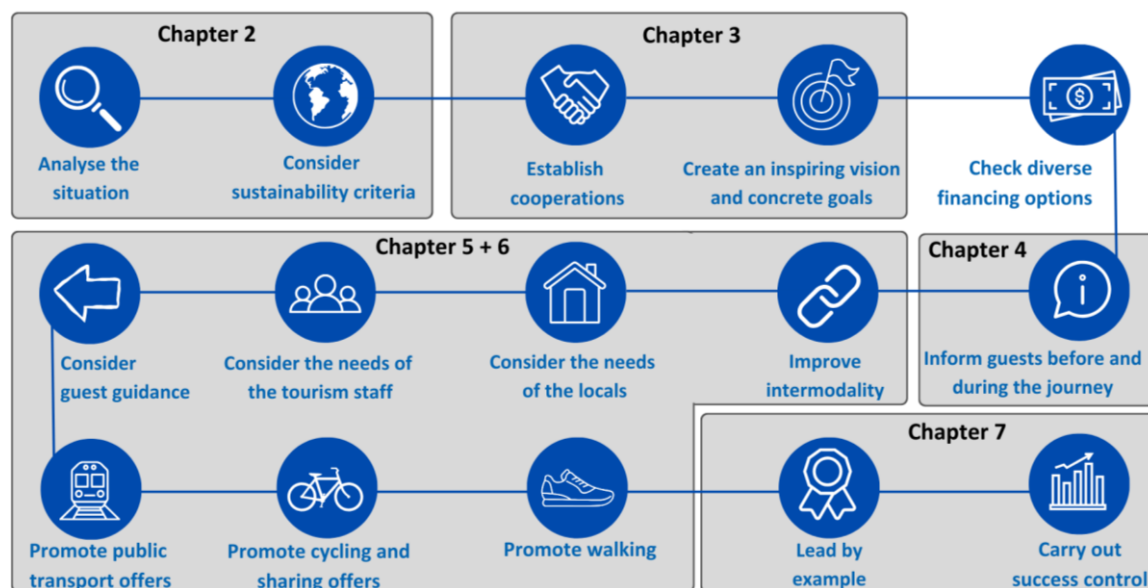 Chapter 2
Analyse the
situation
Consider
sustainability criteria
Chapter 3
Establish
cooperations
Create an inspiring vision
and concrete goals
$
Check diverse
financing options
Chapter 4
i
Inform guests before and
during the journey
Chapter 5 + 6
Improve
intermodality
Consider the needs
of the locals
Consider the needs of
the tourism staff
Consider
guest guidance
Promote public
transport offers
Promote cycling and
sharing offers
Promote walking
Chapter 7
Lead by
example
Carry out
success control